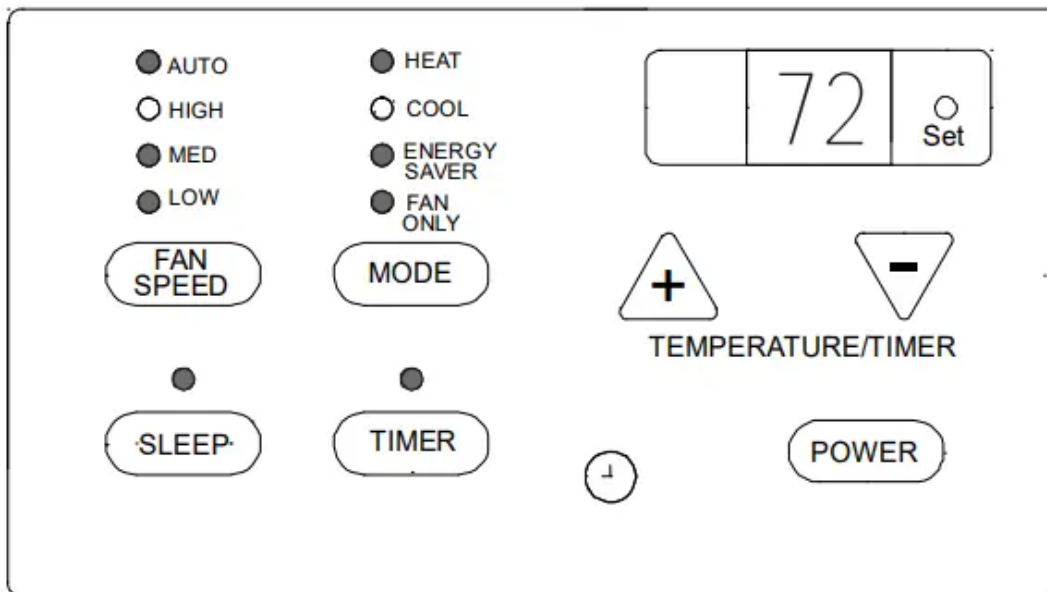 AUTO
HIGH
MED
LOW
FAN
SPEED
HEAT
COOL
ENERGY
SAVER
FAN
ONLY
MODE
72
Set
+
-
TEMPERATURE/TIMER
SLEEP
TIMER
POWER